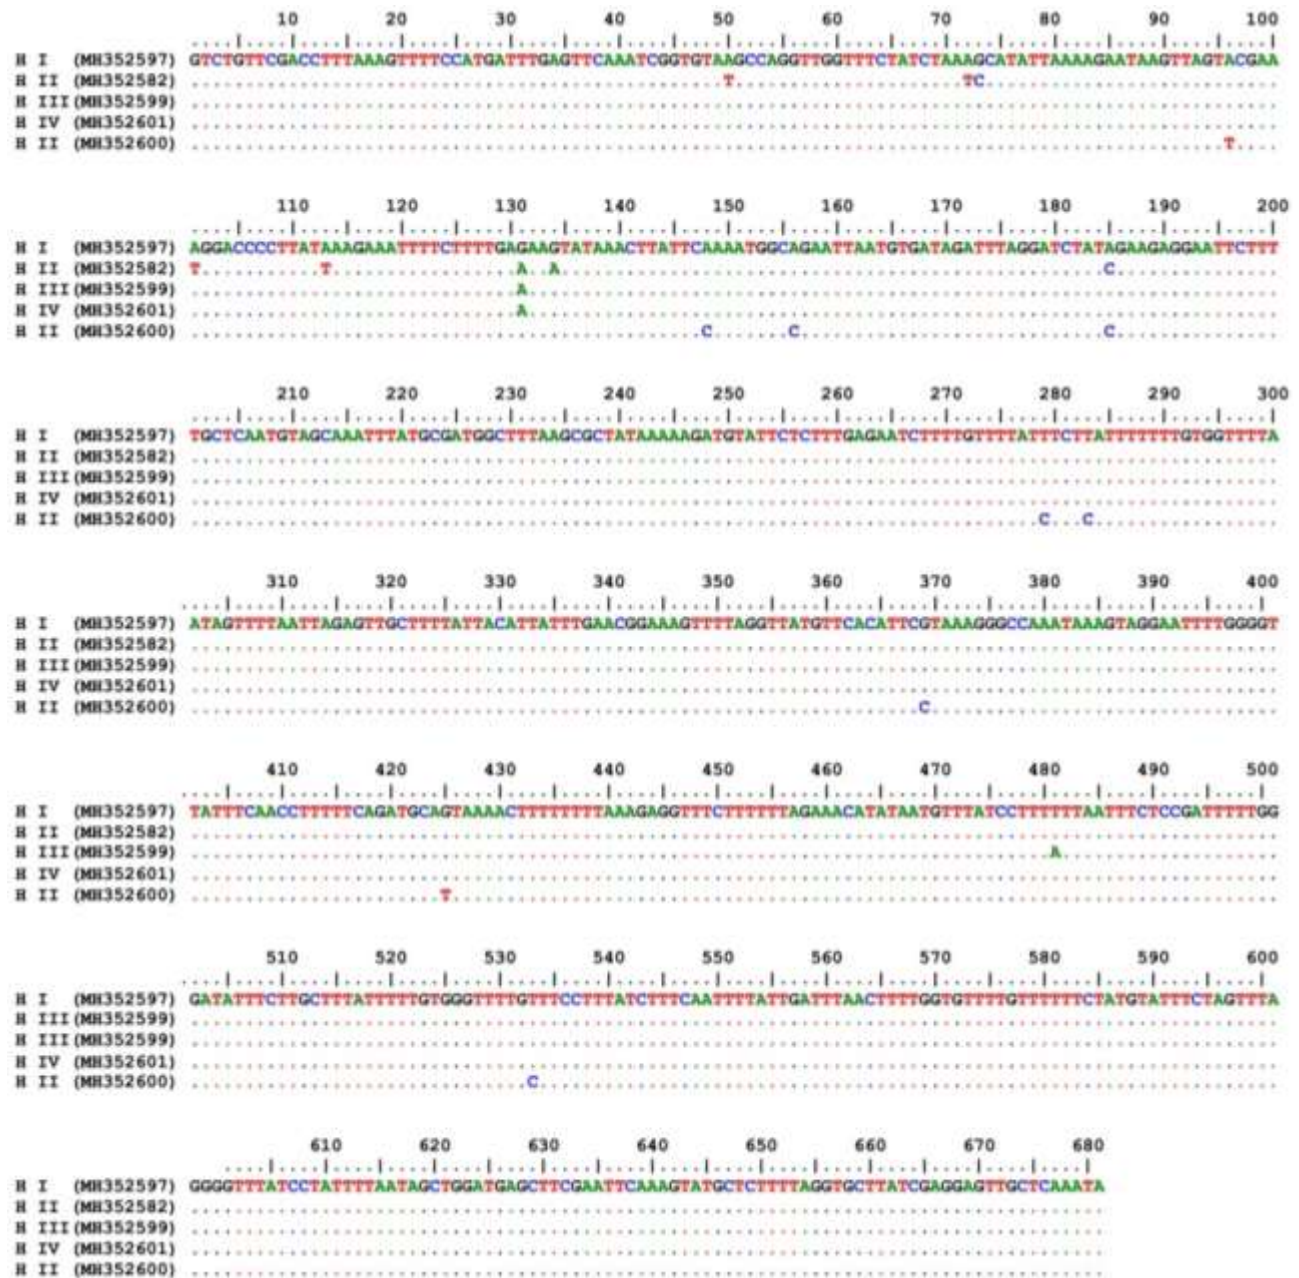 10 20 30 40 50 60 70 80 90 100
H I (MH352597) GTCTGTTCGACCTTTAAAGTTTTCCATGATTTGAGTTCAAATCGGTGTAAGCCAGGTTGGTTTCTATCTAAAGCATATTAAAAGAATAAGTTAGTACGAA
H II (MH352582) T TC
H III (MH352599)
H IV (MH352601)
H II (MH352600) T
110 120 130 140 150 160 170 180 190 200
H I (MH352597) AGGACCCCTTATAAAGAAATTTTCTTTTGAGAAGTATAAACTTATTCAAAATGGCAGAATTAATGTGATAGATTTAGGATCTATAGAAGAGGAATTCTTT
H II (MH352582) T T A A C
H III (MH352599) A
H IV (MH352601) A
H II (MH352600) C C C
210 220 230 240 250 260 270 280 290 300
H I (MH352597) TGCTCAATGTAGCAAATTTATGCGATGGCTTTAAGCGCTATAAAAAGATGTATTCTCTTTGAGAATCTTTTGTTTTATTTCTTATTTTTTTGTGGTTTTA
H II (MH352582)
H III (MH352599)
H IV (MH352601)
H II (MH352600) C C
310 320 330 340 350 360 370 380 390 400
H I (MH352597) ATAGTTTTAATTAGAGTTGCTTTTATTACATTATTTGAACGGAAAGTTTTAGGTTATGTTCACATTCGTAAAGGGCCAAATAAAGTAGGAATTTTGGGGT
H II (MH352582)
H III (MH352599)
H IV (MH352601)
H II (MH352600) C
410 420 430 440 450 460 470 480 490 500
H I (MH352597) TATTTCAACCTTTTTCAGATGCAGTAAAACTTTTTTTTAAAGAGGTTTCTTTTTTAGAAACATATAATGTTTATCCTTTTTTAATTTCTCCGATTTTTGG
H II (MH352582)
H III (MH352599) A
H IV (MH352601)
H II (MH352600) T
510 520 530 540 550 560 570 580 590 600
H I (MH352597) GATATTTCTTGCTTTATTTTTGTGGGTTTTGTTTCCTTTATCTTTCAATTTTATTGATTTAACTTTTGGTGTTTTGTTTTTTCTATGTATTTCTAGTTTA
H III (MH352599)
H III (MH352599)
H IV (MH352601)
H II (MH352600) C
610 620 630 640 650 660 670 680
H I (MH352597) GGGGTTTATCCTATTTTAATAGCTGGATGAGCTTCGAATTCAAAGTATGCTCTTTTAGGTGCTTATCGAGGAGTTGCTCAAATA
H II (MH352582)
H III (MH352599)
H IV (MH352601)
H II (MH352600)